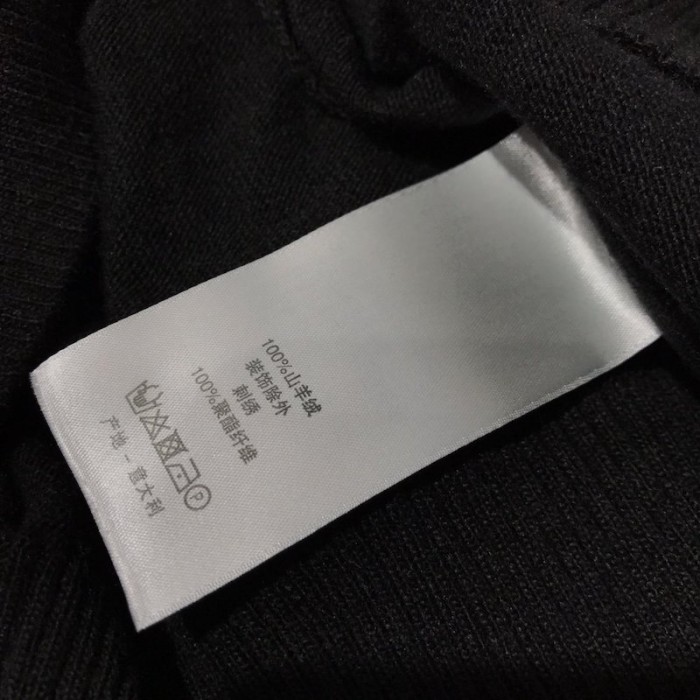 100%山羊绒
装饰除外
刺绣
100%聚酯纤维
P
产地 - 意大利